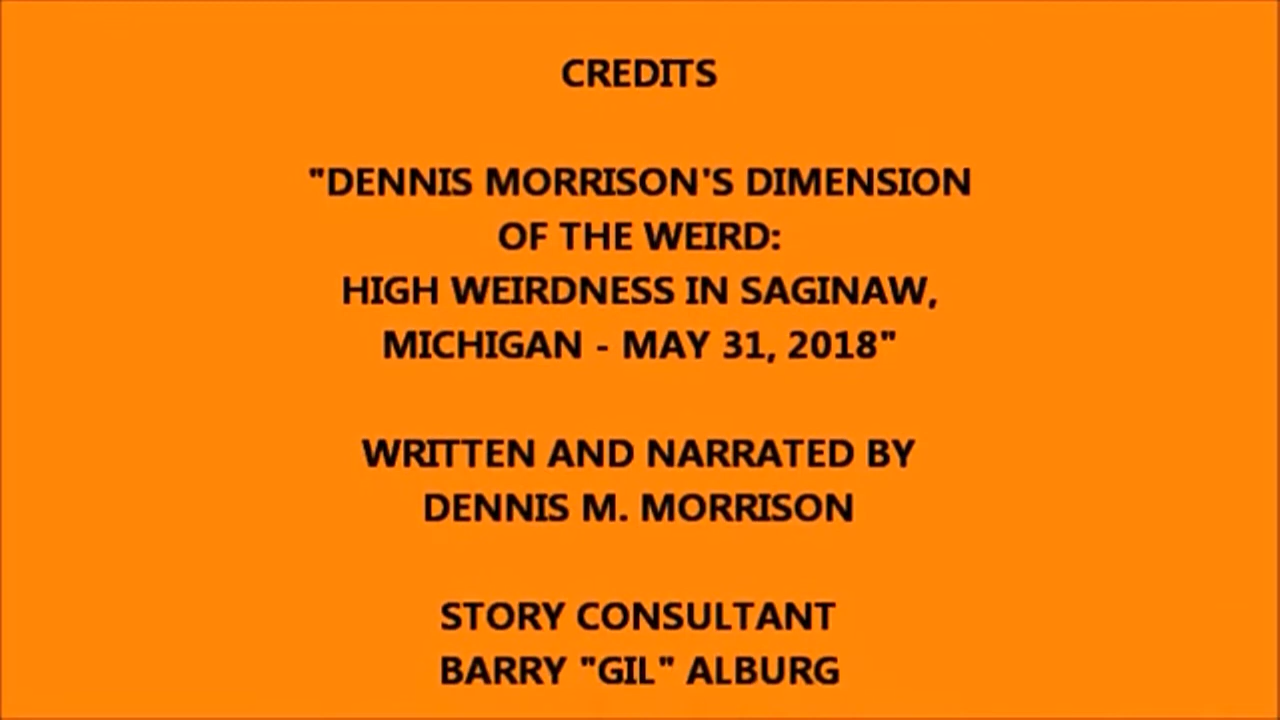 CREDITS
"DENNIS MORRISON'S DIMENSION
OF THE WEIRD:
HIGH WEIRDNESS IN SAGINAW,
MICHIGAN - MAY 31, 2018"
WRITTEN AND NARRATED BY
DENNIS M. MORRISON
STORY CONSULTANT
BARRY "GIL" ALBURG